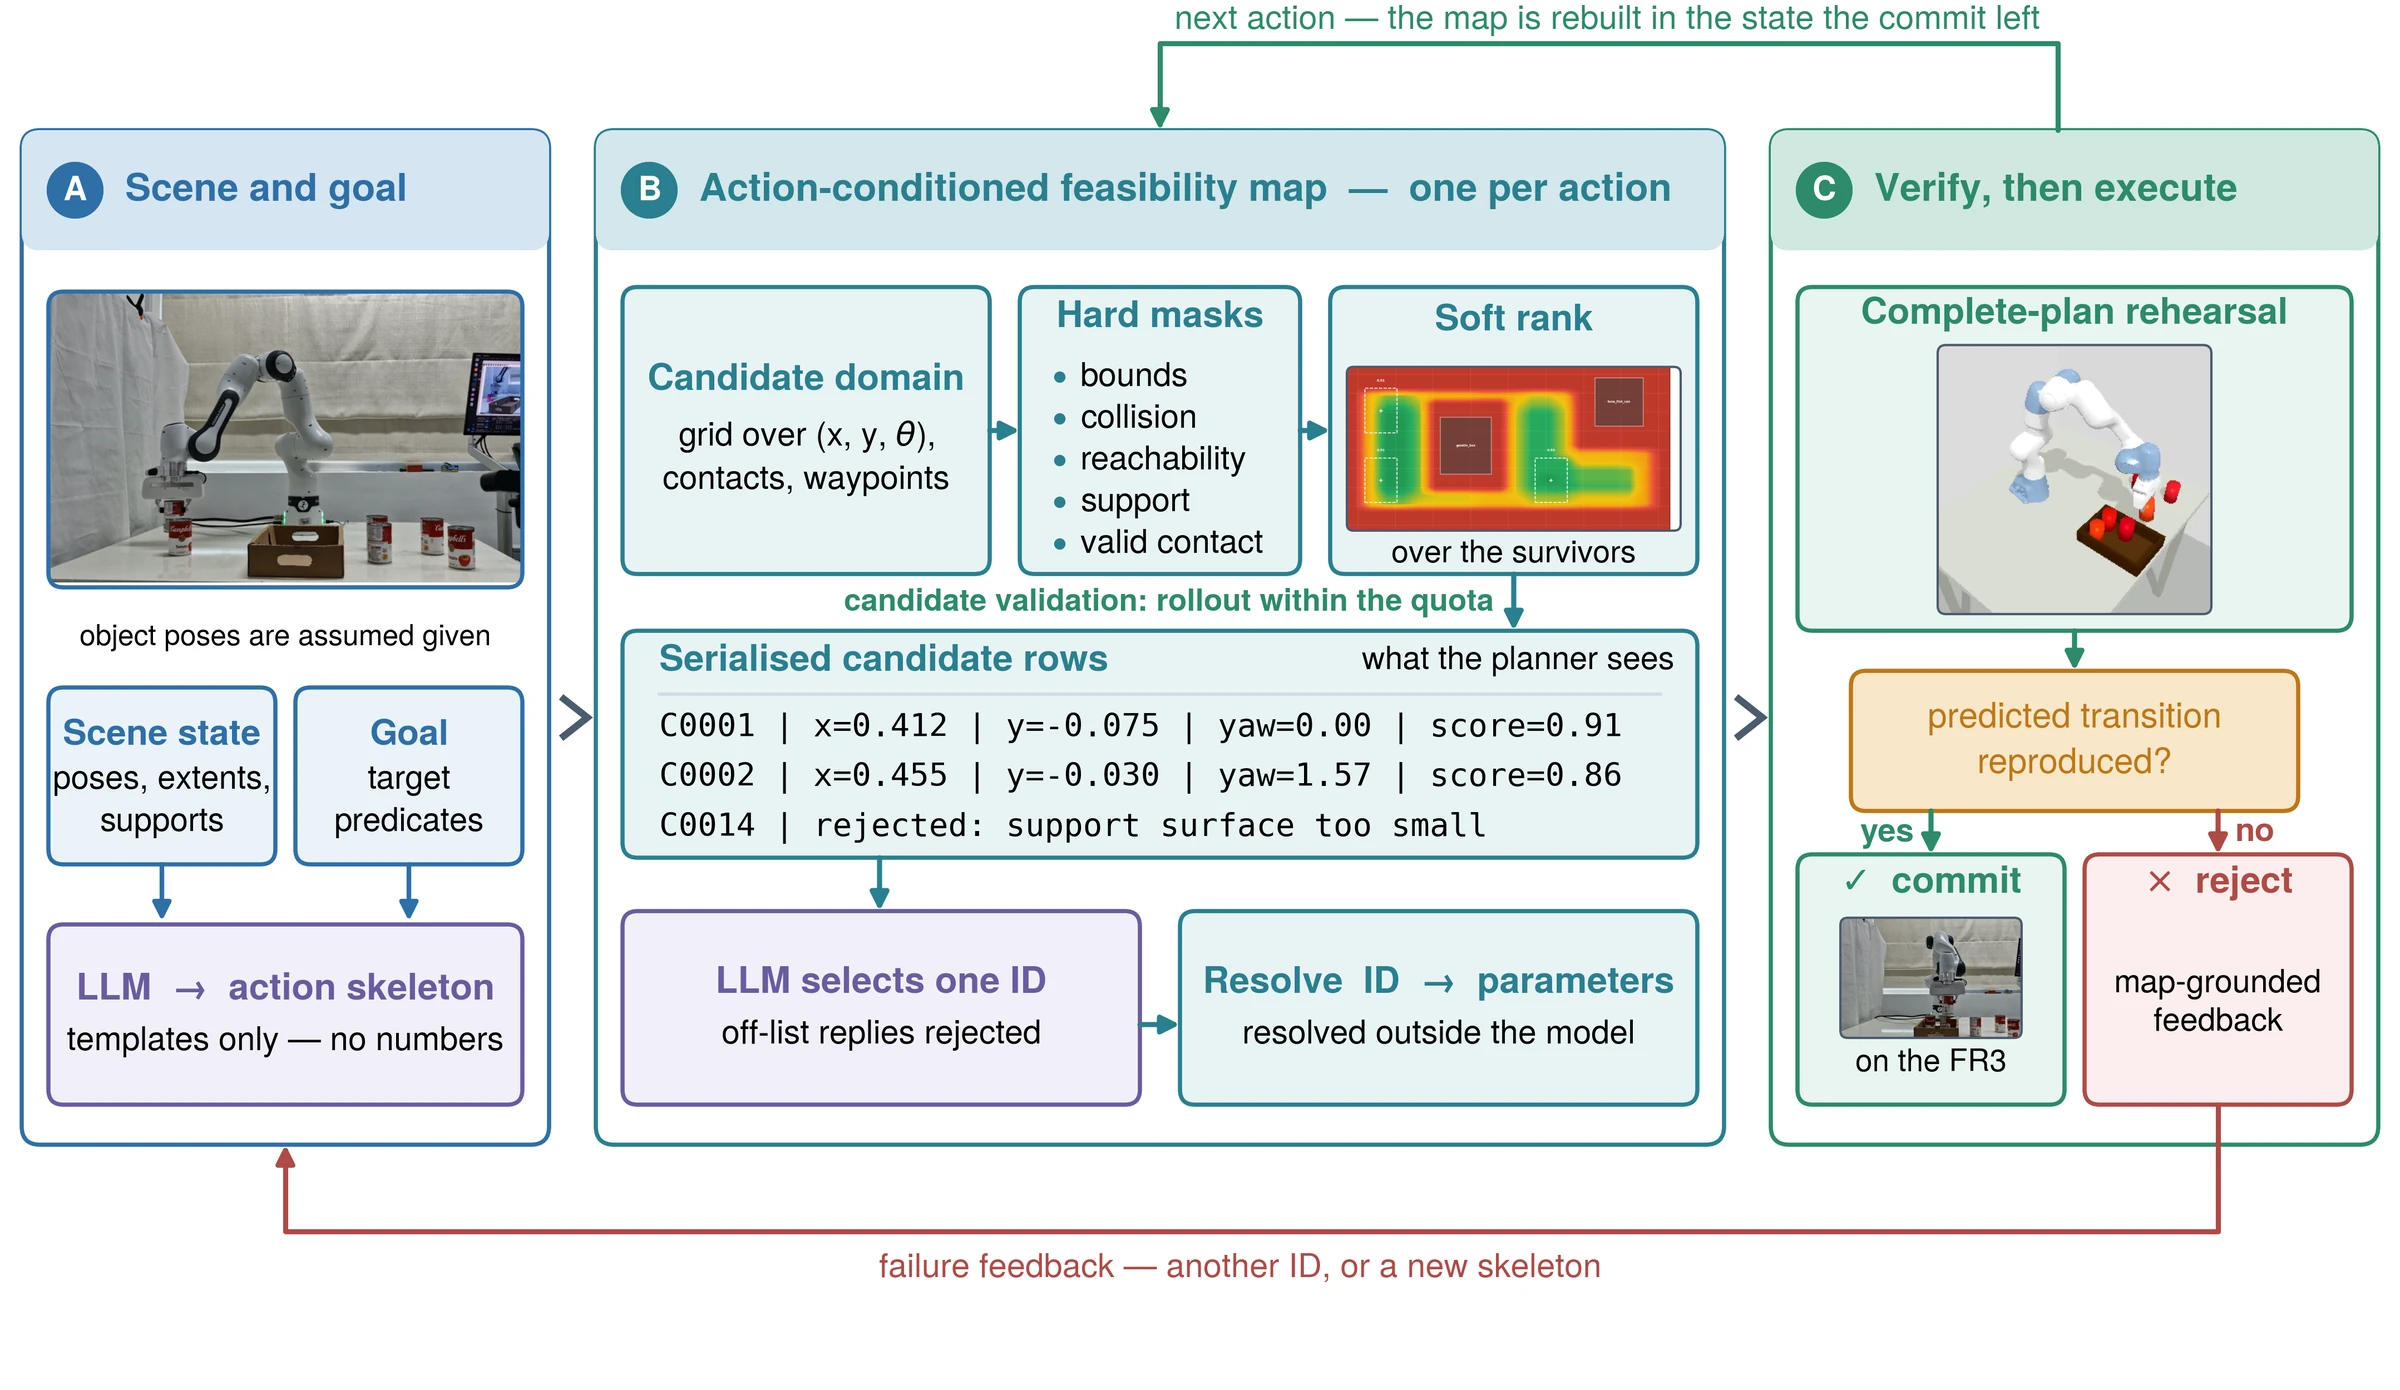 next action — the map is rebuilt in the state the commit left
A Scene and goal
object poses are assumed given
Scene state
poses, extents,
supports
Goal
target
predicates
LLM → action skeleton
templates only — no numbers
B Action-conditioned feasibility map — one per action
Candidate domain
grid over (x, y, θ),
contacts, waypoints
Hard masks
• bounds
• collision
• reachability
• support
• valid contact
Soft rank
over the survivors
candidate validation: rollout within the quota
Serialised candidate rows
what the planner sees
C0001 | x=0.412 | y=-0.075 | yaw=0.00 | score=0.91
C0002 | x=0.455 | y=-0.030 | yaw=1.57 | score=0.86
C0014 | rejected: support surface too small
LLM selects one ID
off-list replies rejected
Resolve ID → parameters
resolved outside the model
C Verify, then execute
Complete-plan rehearsal
predicted transition
reproduced?
yes
no
✓ commit
on the FR3
× reject
map-grounded
feedback
failure feedback — another ID, or a new skeleton